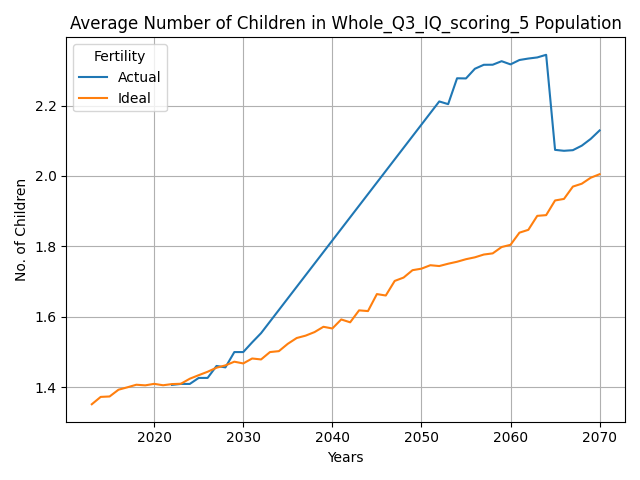 Average Number of Children in Whole_Q3_IQ_scoring_5 Population
Fertility
Actual
Ideal
No. of Children
2.2
2.0
1.8
1.6
1.4
2020 2030 2040 2050 2060 2070
Years